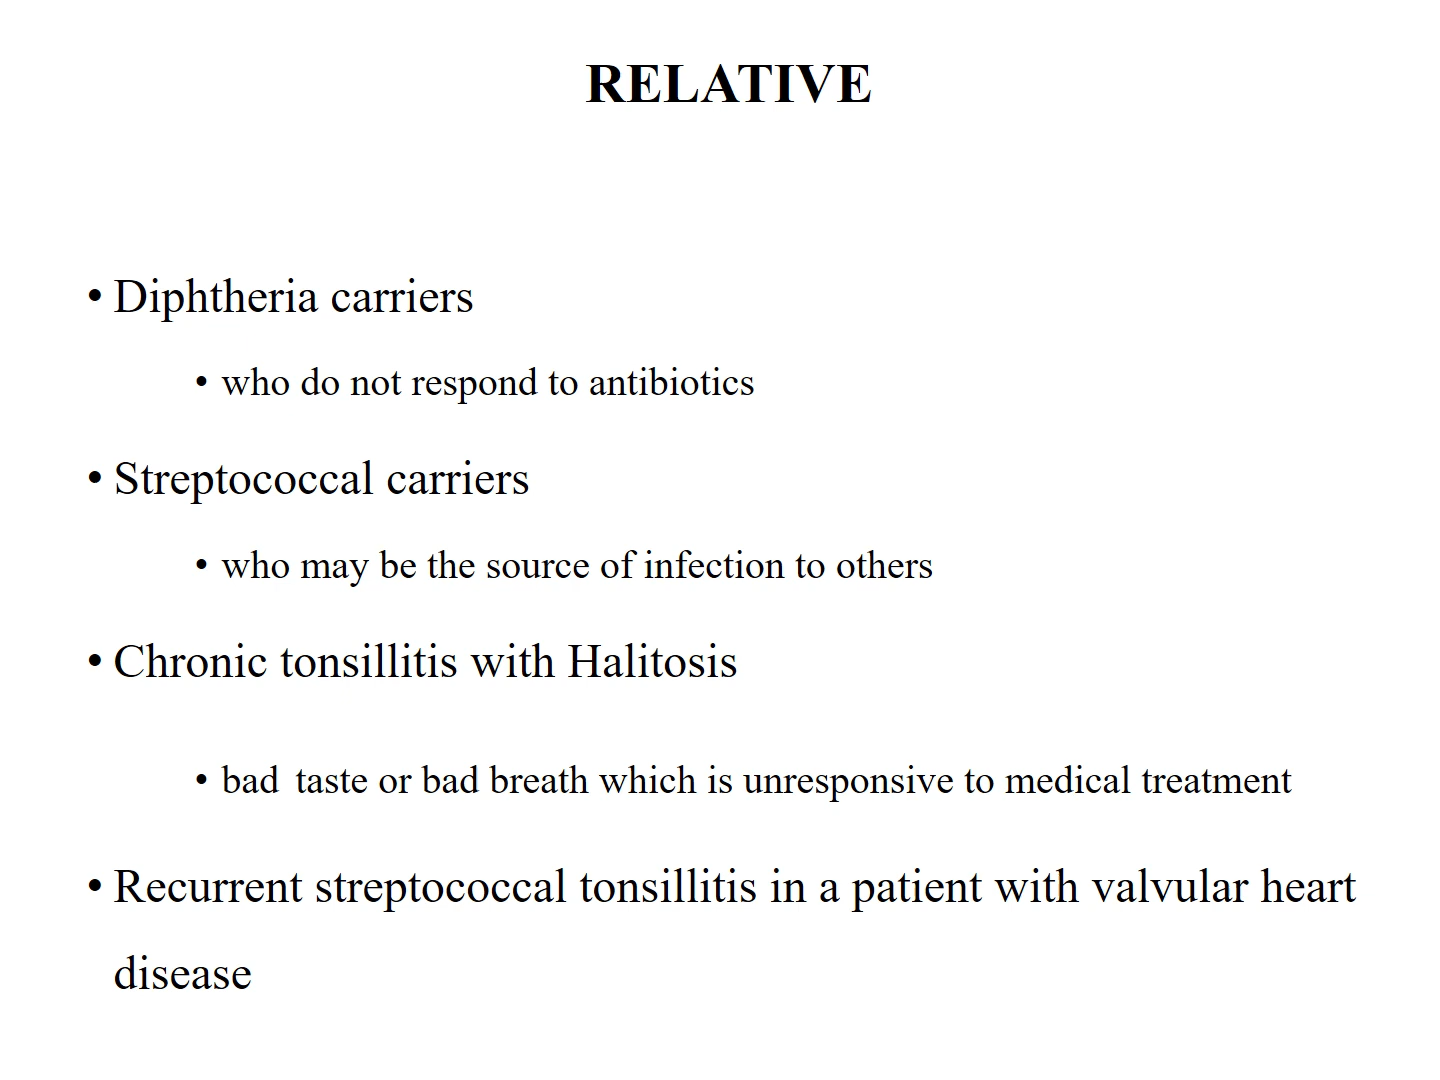 RELATIVE
• Diphtheria carriers
• who do not respond to antibiotics
• Streptococcal carriers
• who may be the source of infection to others
• Chronic tonsillitis with Halitosis
• bad taste or bad breath which is unresponsive to medical treatment
• Recurrent streptococcal tonsillitis in a patient with valvular heart
disease